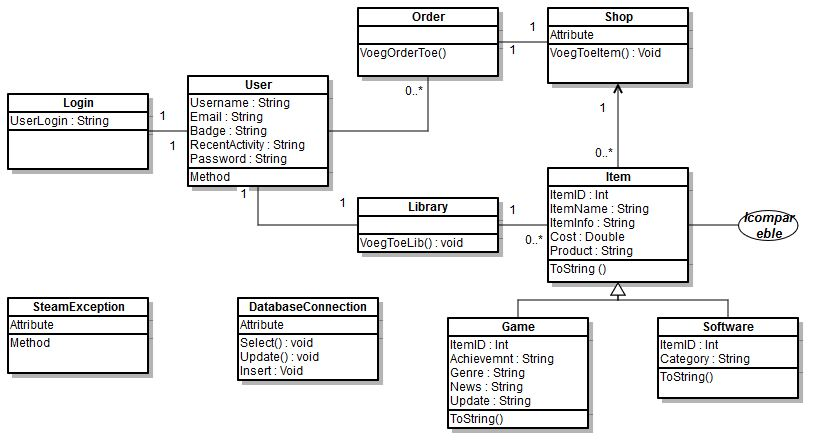 Order
VoegOrderToe()
Shop
Attribute
VoegToeItem() : Void
1
1
0..*
Login
UserLogin : String
1
1
User
Username : String
Email : String
Badge : String
RecentActivity : String
Password : String
Method
1
1
0..*
1
Library
VoegToeLib() : void
1
0..*
Item
ItemID : Int
ItemName : String
ItemInfo : String
Cost : Double
Product : String
ToString ()
Icompar
eble
SteamException
Attribute
Method
DatabaseConnection
Attribute
Select() : void
Update() : void
Insert : Void
Game
ItemID : Int
Achievemnt : String
Genre : String
News : String
Update : String
ToString()
Software
ItemID : Int
Category : String
ToString()